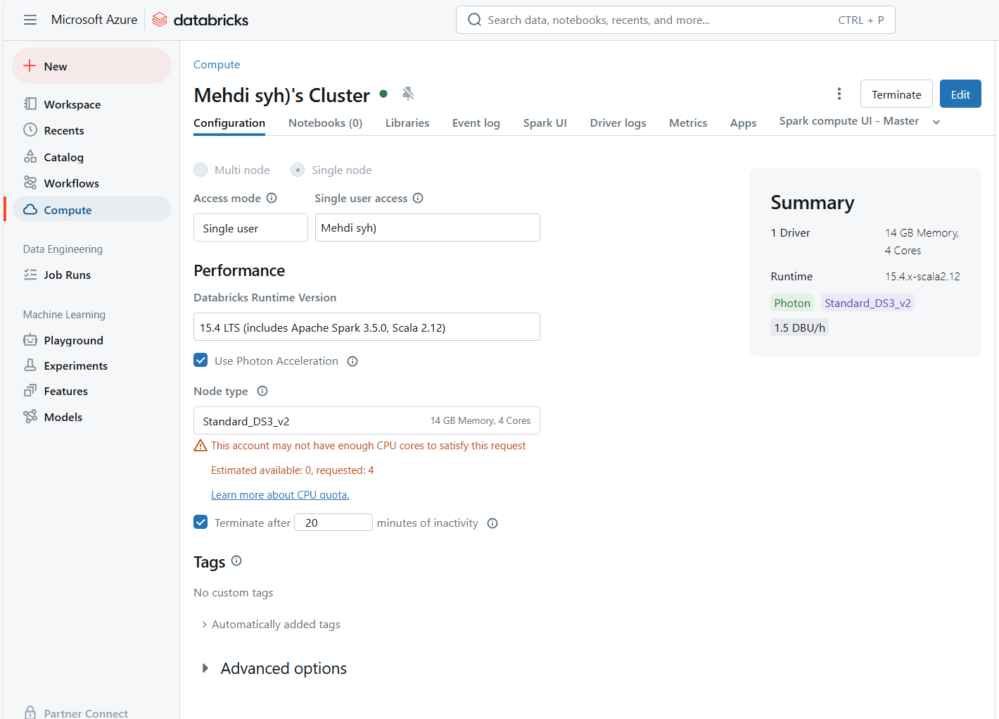 Microsoft Azure databricks
Search data, notebooks, recents, and more... CTRL + P
New
Workspace
Recents
Catalog
Workflows
Compute
Data Engineering
Job Runs
Machine Learning
Playground
Experiments
Features
Models
Partner Connect
Compute
Mehdi syh)'s Cluster
Terminate Edit
Configuration Notebooks (0) Libraries Event log Spark UI Driver logs Metrics Apps Spark compute UI - Master
Multi node Single node
Access mode Single user access
Single user Mehdi syh)
Performance
Databricks Runtime Version
15.4 LTS (includes Apache Spark 3.5.0, Scala 2.12)
Use Photon Acceleration
Node type
Standard_DS3_v2 14 GB Memory, 4 Cores
This account may not have enough CPU cores to satisfy this request
Estimated available: 0, requested: 4
Learn more about CPU quota.
Terminate after 20 minutes of inactivity
Tags
No custom tags
Automatically added tags
Advanced options
Summary
1 Driver 14 GB Memory,
4 Cores
Runtime 15.4.x-scala2.12
Photon Standard_DS3_v2
1.5 DBU/h